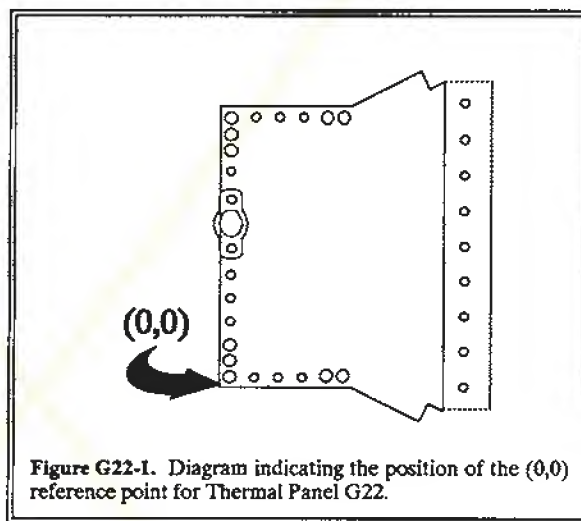 (0,0)
Figure G22-1. Diagram indicating the position of the (0,0)
reference point for Thermal Panel G22.